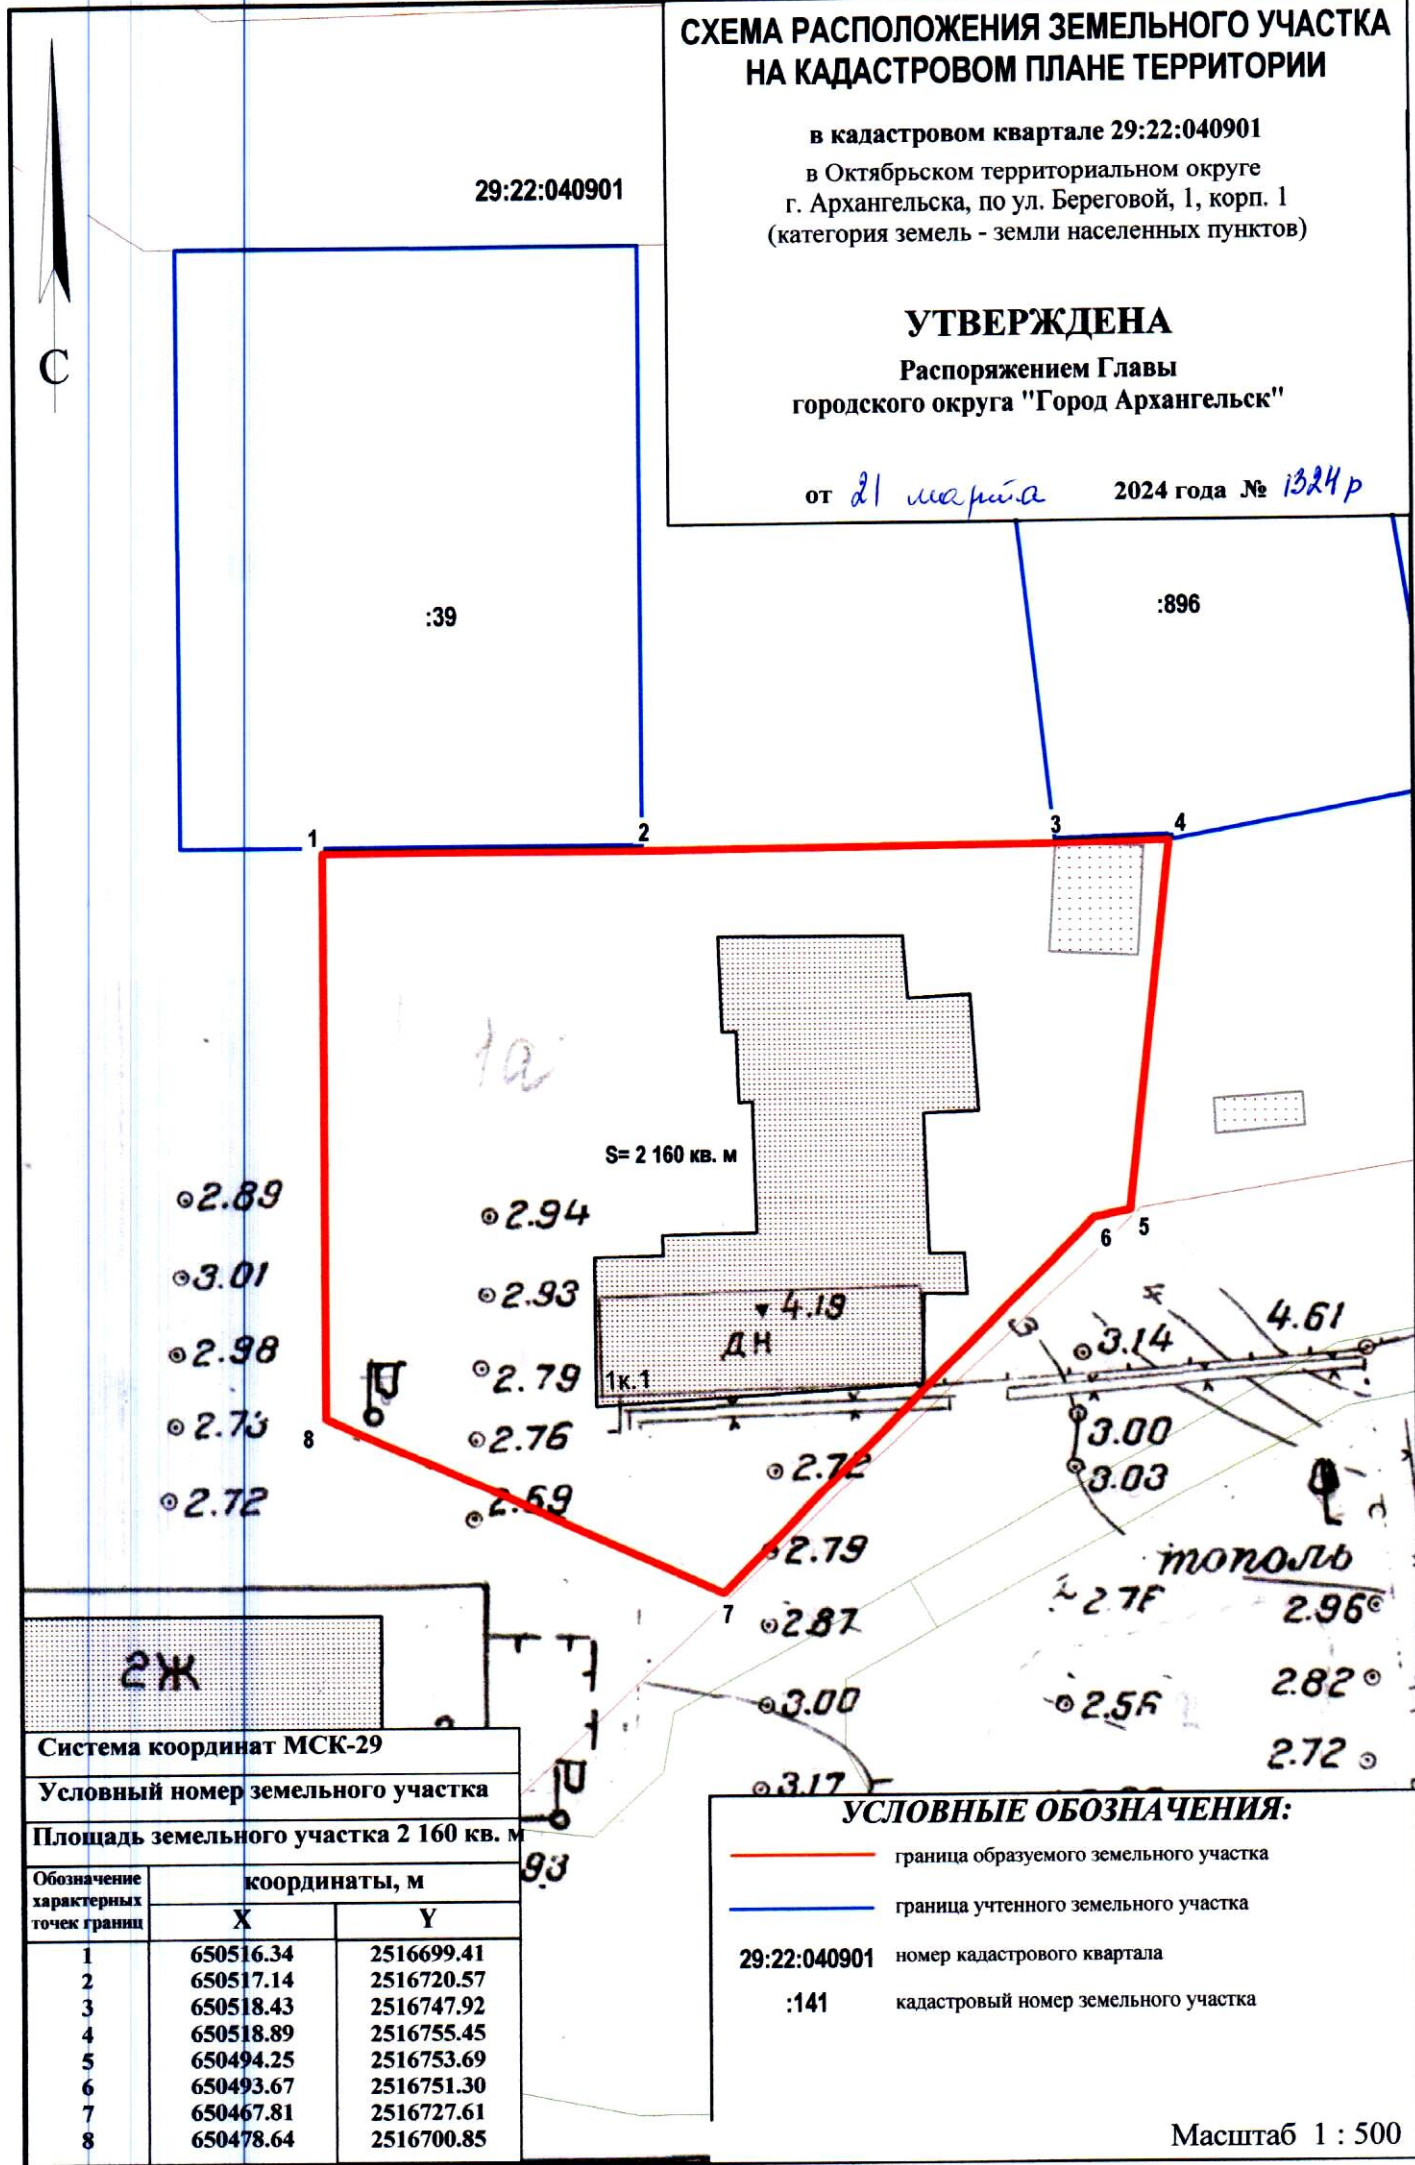 СХЕМА РАСПОЛОЖЕНИЯ ЗЕМЕЛЬНОГО УЧАСТКА
НА КАДАСТРОВОМ ПЛАНЕ ТЕРРИТОРИИ
в кадастровом квартале 29:22:040901
в Октябрьском территориальном округе
г. Архангельска, по ул. Береговой, 1, корп. 1
(категория земель - земли населенных пунктов)
УТВЕРЖДЕНА
Распоряжением Главы
городского округа "Город Архангельск"
от 21 марта 2024 года № 1324р
С
29:22:040901
:39
:896
1
2
3
4
1а
S= 2 160 кв. м
2.89
2.94
5
6
3.01
2.93
4.19
4.61
3.14
3
4
2.98
2.79
ДН
1к.1
2.73
8
2.76
3.00
2.72
2.69
2.72
3.03
2.79
тополь
7
2.87
2.96
2Ж
3.00
2.82
2.72
3.17
93
Система координат МСК-29
Условный номер земельного участка
Площадь земельного участка 2 160 кв. м
Обозначение характерных точек границ
координаты, м
X Y
1 650516.34 2516699.41
2 650517.14 2516720.57
3 650518.43 2516747.92
4 650518.89 2516755.45
5 650494.25 2516753.69
6 650493.67 2516751.30
7 650467.81 2516727.61
8 650478.64 2516700.85
УСЛОВНЫЕ ОБОЗНАЧЕНИЯ:
граница образуемого земельного участка
граница учтенного земельного участка
29:22:040901 номер кадастрового квартала
:141 кадастровый номер земельного участка
Масштаб 1 : 500